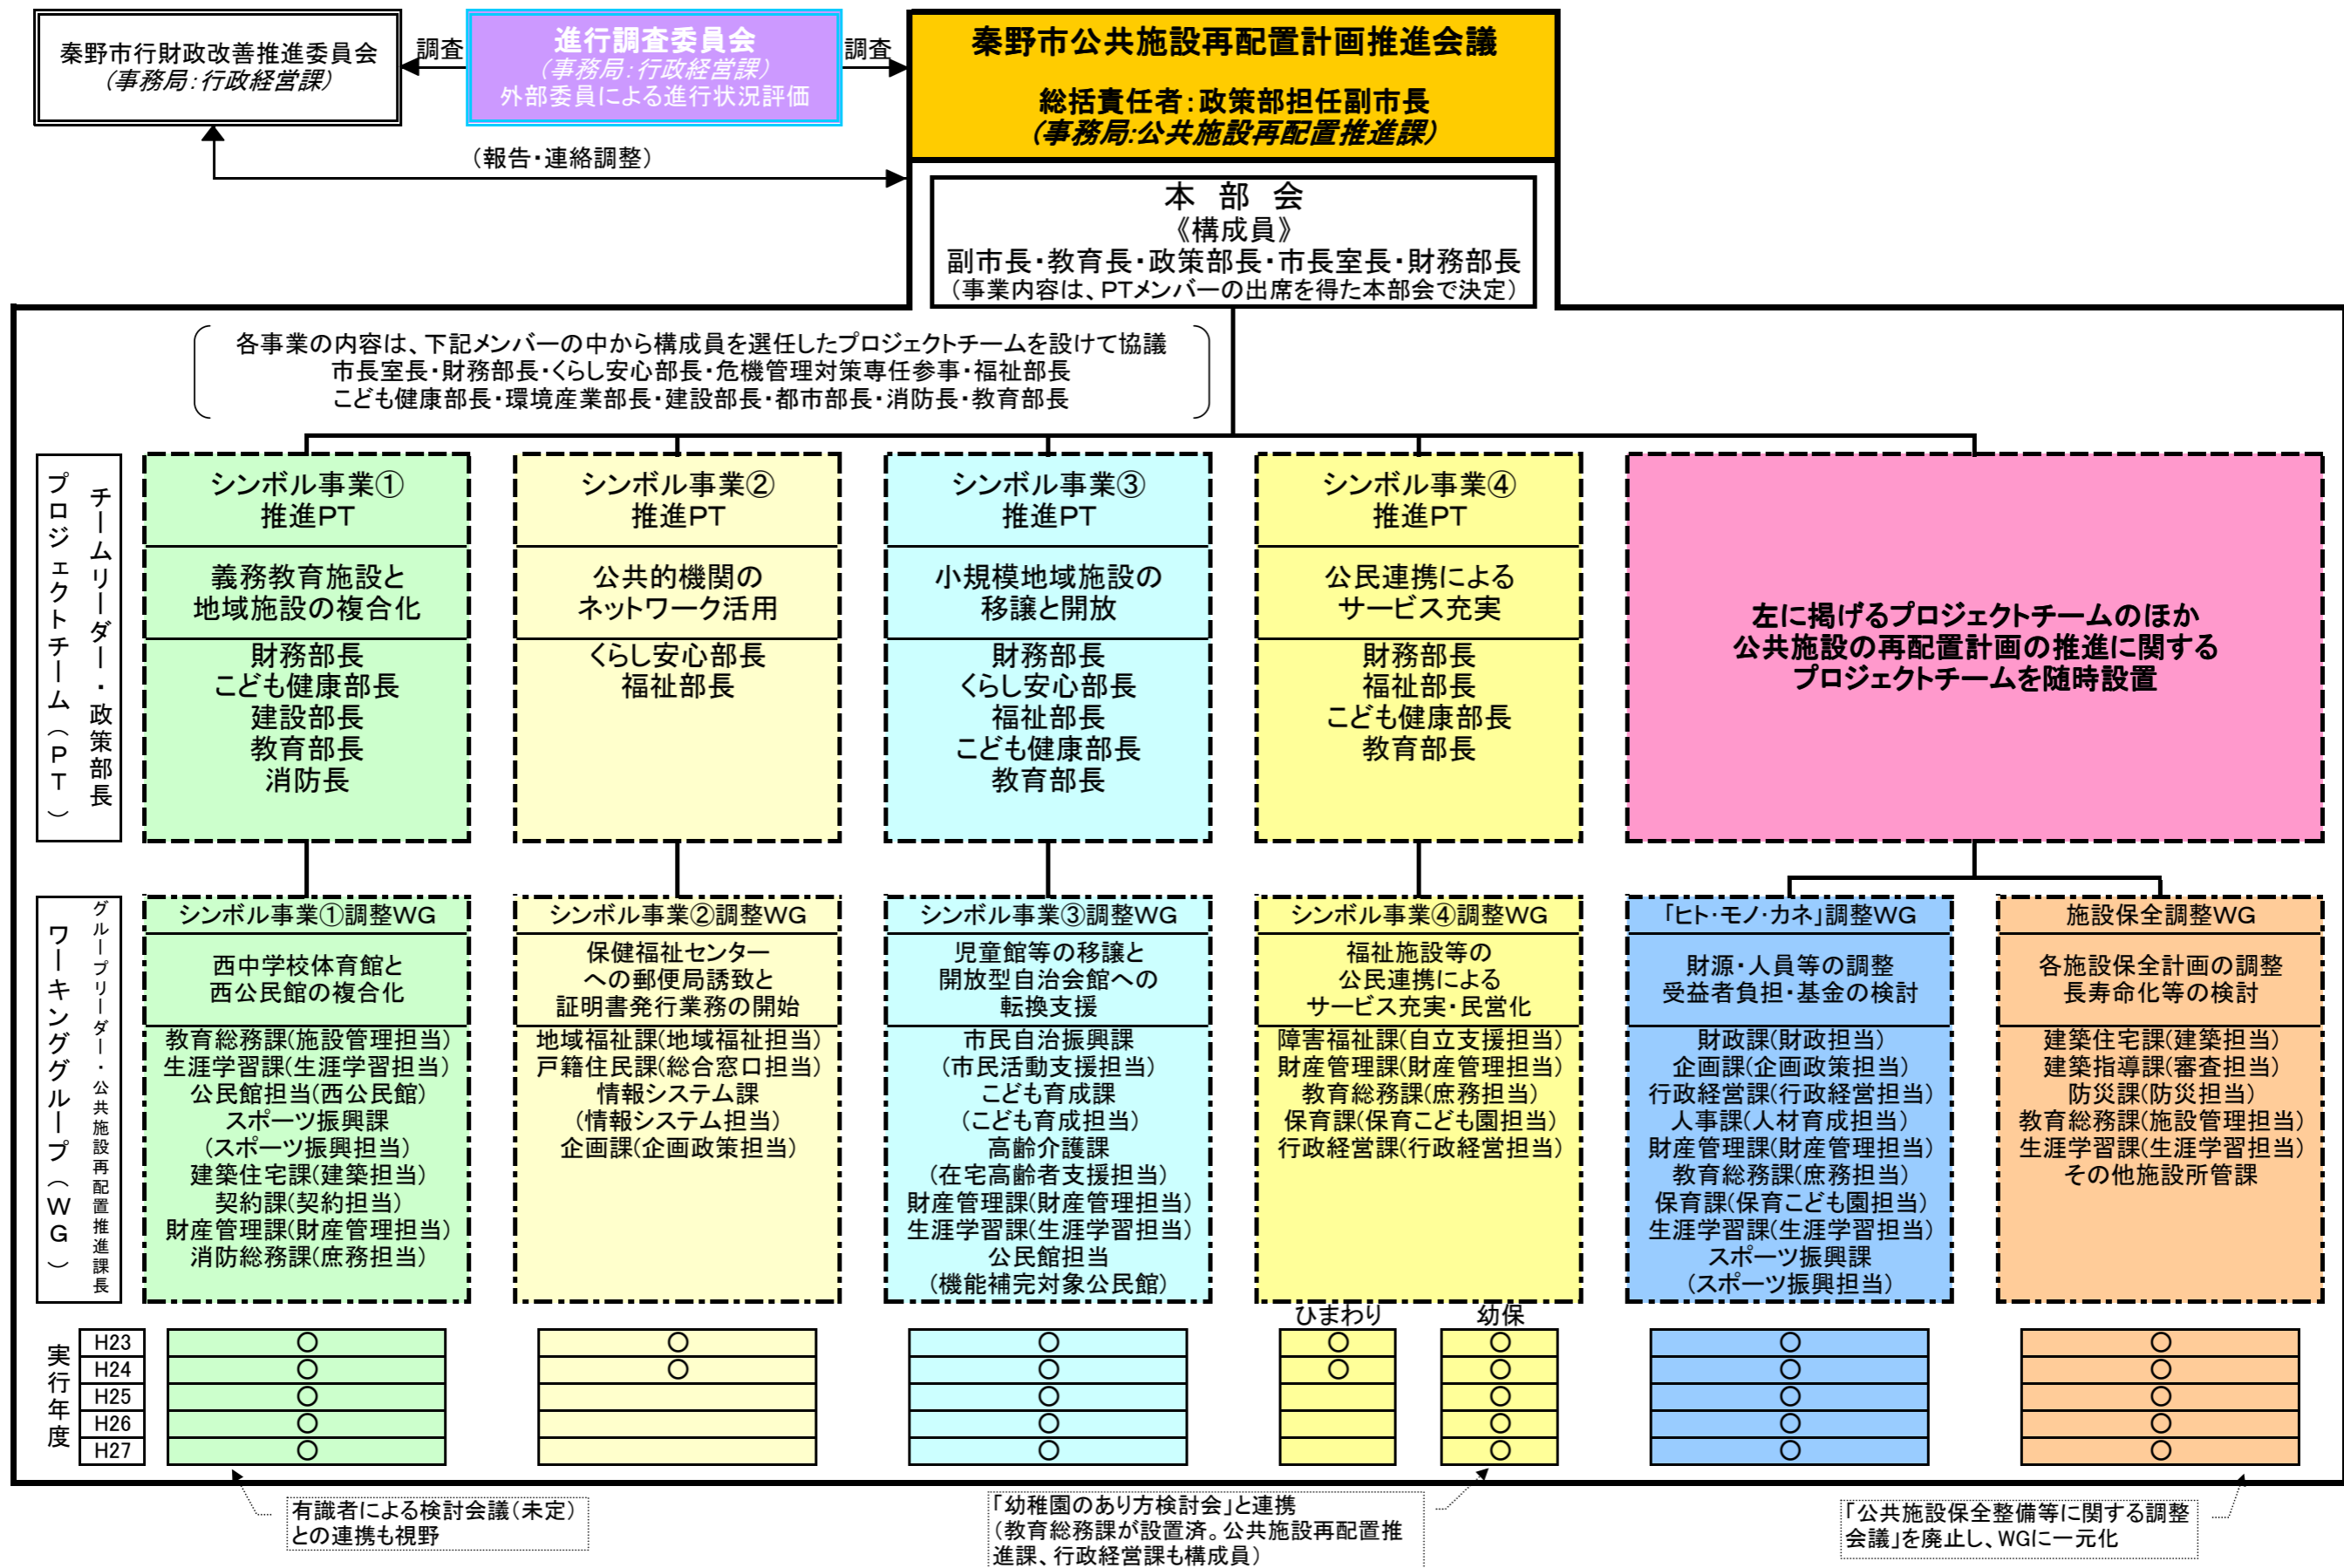 秦野市行財政改善推進委員会
(事務局:行政経営課)
調査
進行調査委員会
(事務局:行政経営課)
外部委員による進行状況評価
調査
秦野市公共施設再配置計画推進会議
総括責任者:政策部担任副市長
(事務局:公共施設再配置推進課)
(報告・連絡調整)
本 部 会
《構成員》
副市長・教育長・政策部長・市長室長・財務部長
(事業内容は、PTメンバーの出席を得た本部会で決定)
各事業の内容は、下記メンバーの中から構成員を選任したプロジェクトチームを設けて協議
市長室長・財務部長・くらし安心部長・危機管理対策専任参事・福祉部長
こども健康部長・環境産業部長・建設部長・都市部長・消防長・教育部長
チームリーダー・政策部長
プロジェクトチーム(PT)
シンボル事業①
推進PT
義務教育施設と
地域施設の複合化
財務部長
こども健康部長
建設部長
教育部長
消防長
シンボル事業②
推進PT
公共的機関の
ネットワーク活用
くらし安心部長
福祉部長
シンボル事業③
推進PT
小規模地域施設の
移譲と開放
財務部長
くらし安心部長
福祉部長
こども健康部長
教育部長
シンボル事業④
推進PT
公民連携による
サービス充実
財務部長
福祉部長
こども健康部長
教育部長
左に掲げるプロジェクトチームのほか
公共施設の再配置計画の推進に関する
プロジェクトチームを随時設置
グループリーダー・公共施設再配置推進課長
ワーキンググループ(WG)
シンボル事業①調整WG
西中学校体育館と
西公民館の複合化
教育総務課(施設管理担当)
生涯学習課(生涯学習担当)
公民館担当(西公民館)
スポーツ振興課
(スポーツ振興担当)
建築住宅課(建築担当)
契約課(契約担当)
財産管理課(財産管理担当)
消防総務課(庶務担当)
シンボル事業②調整WG
保健福祉センター
への郵便局誘致と
証明書発行業務の開始
地域福祉課(地域福祉担当)
戸籍住民課(総合窓口担当)
情報システム課
(情報システム担当)
企画課(企画政策担当)
シンボル事業③調整WG
児童館等の移譲と
開放型自治会館への
転換支援
市民自治振興課
(市民活動支援担当)
こども育成課
(こども育成担当)
高齢介護課
(在宅高齢者支援担当)
財産管理課(財産管理担当)
生涯学習課(生涯学習担当)
公民館担当
(機能補完対象公民館)
シンボル事業④調整WG
福祉施設等の
公民連携による
サービス充実・民営化
障害福祉課(自立支援担当)
財産管理課(財産管理担当)
教育総務課(庶務担当)
保育課(保育こども園担当)
行政経営課(行政経営担当)
「ヒト・モノ・カネ」調整WG
財源・人員等の調整
受益者負担・基金の検討
財政課(財政担当)
企画課(企画政策担当)
行政経営課(行政経営担当)
人事課(人材育成担当)
財産管理課(財産管理担当)
教育総務課(庶務担当)
保育課(保育こども園担当)
生涯学習課(生涯学習担当)
スポーツ振興課
(スポーツ振興担当)
施設保全調整WG
各施設保全計画の調整
長寿命化等の検討
建築住宅課(建築担当)
建築指導課(審査担当)
防災課(防災担当)
教育総務課(施設管理担当)
生涯学習課(生涯学習担当)
その他施設所管課
ひまわり 幼保
実行年度
H23 ○ ○ ○ ○ ○ ○ ○
H24 ○ ○ ○ ○ ○ ○ ○
H25 ○ ○ ○ ○ ○
H26 ○ ○ ○ ○ ○
H27 ○ ○ ○ ○ ○
有識者による検討会議(未定)
との連携も視野
「幼稚園のあり方検討会」と連携
(教育総務課が設置済。公共施設再配置推
進課、行政経営課も構成員)
「公共施設保全整備等に関する調整
会議」を廃止し、WGに一元化